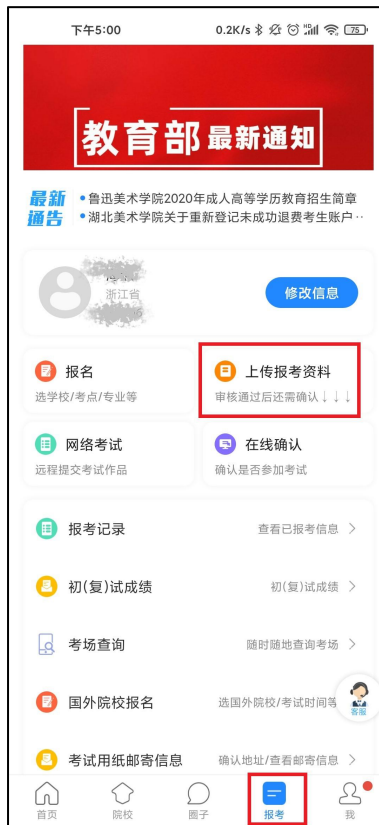 下午5:00 0.2K/s HD 75
教育部最新通知
最新通告
鲁迅美术学院2020年成人高等学历教育招生简章
湖北美术学院关于重新登记未成功退费考生账户··
浙江省
修改信息
报名
选学校/考点/专业等
上传报考资料
审核通过后还需确认↓↓↓
网络考试
远程提交考试作品
在线确认
确认是否参加考试
报考记录 查看已报考信息
初(复)试成绩 初(复)试成绩
考场查询 随时随地查询考场
国外院校报名 选国外院校/考试时间等
客服
考试用纸邮寄信息 确认地址/查看邮寄信息
首页 院校 圈子 报考 我